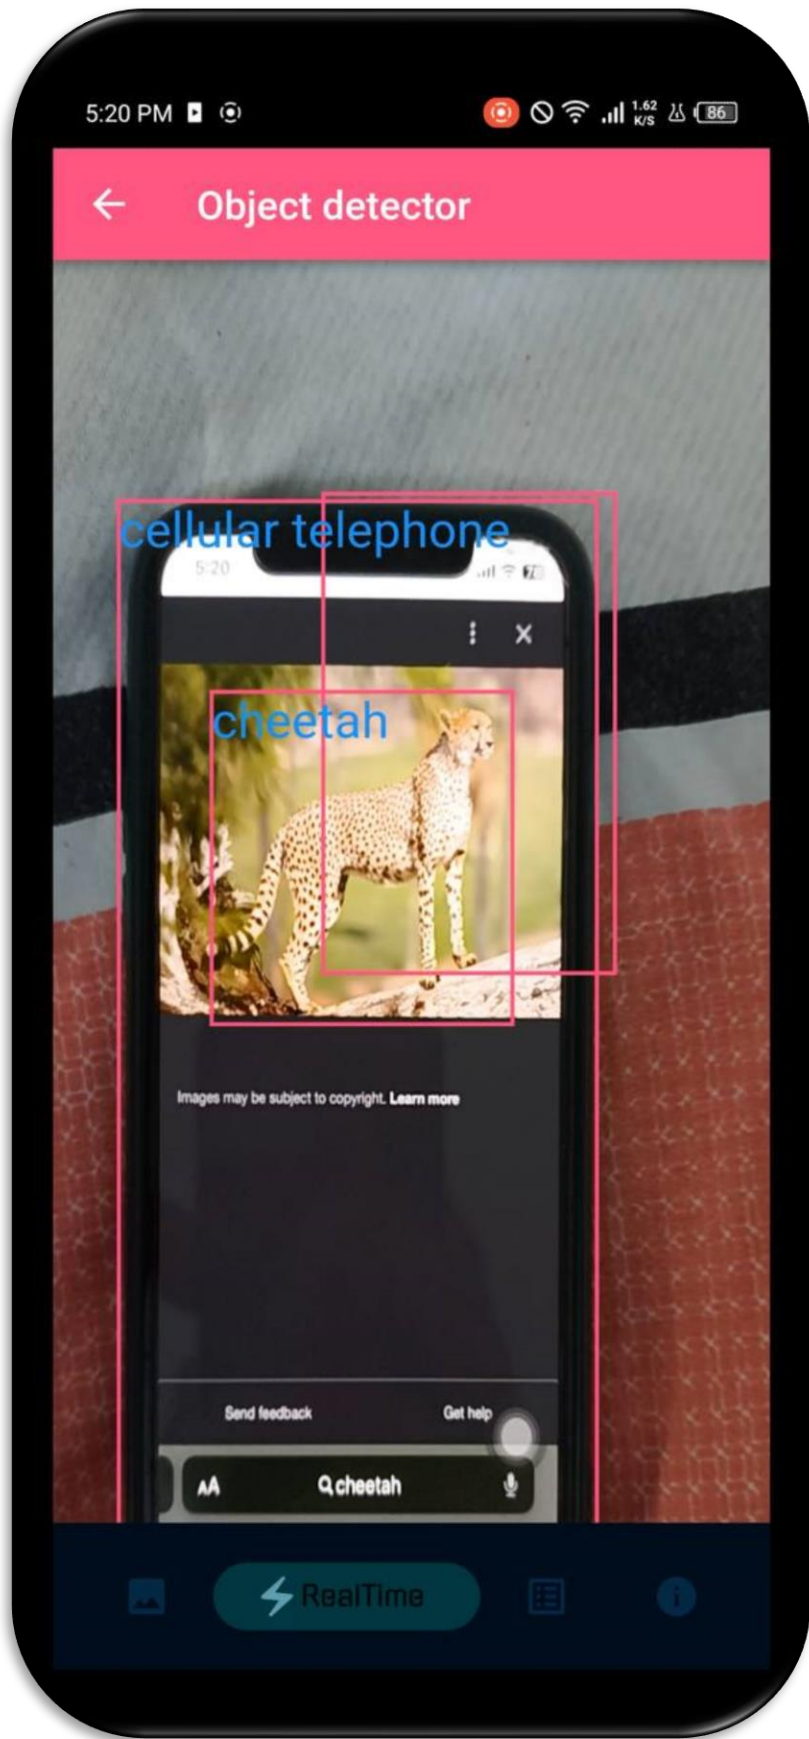 5:20 PM
1.62
K/S
86
Object detector
cellular telephone
5:20
cheetah
Images may be subject to copyright. Learn more
Send feedback
Get help
AA
cheetah
RealTime